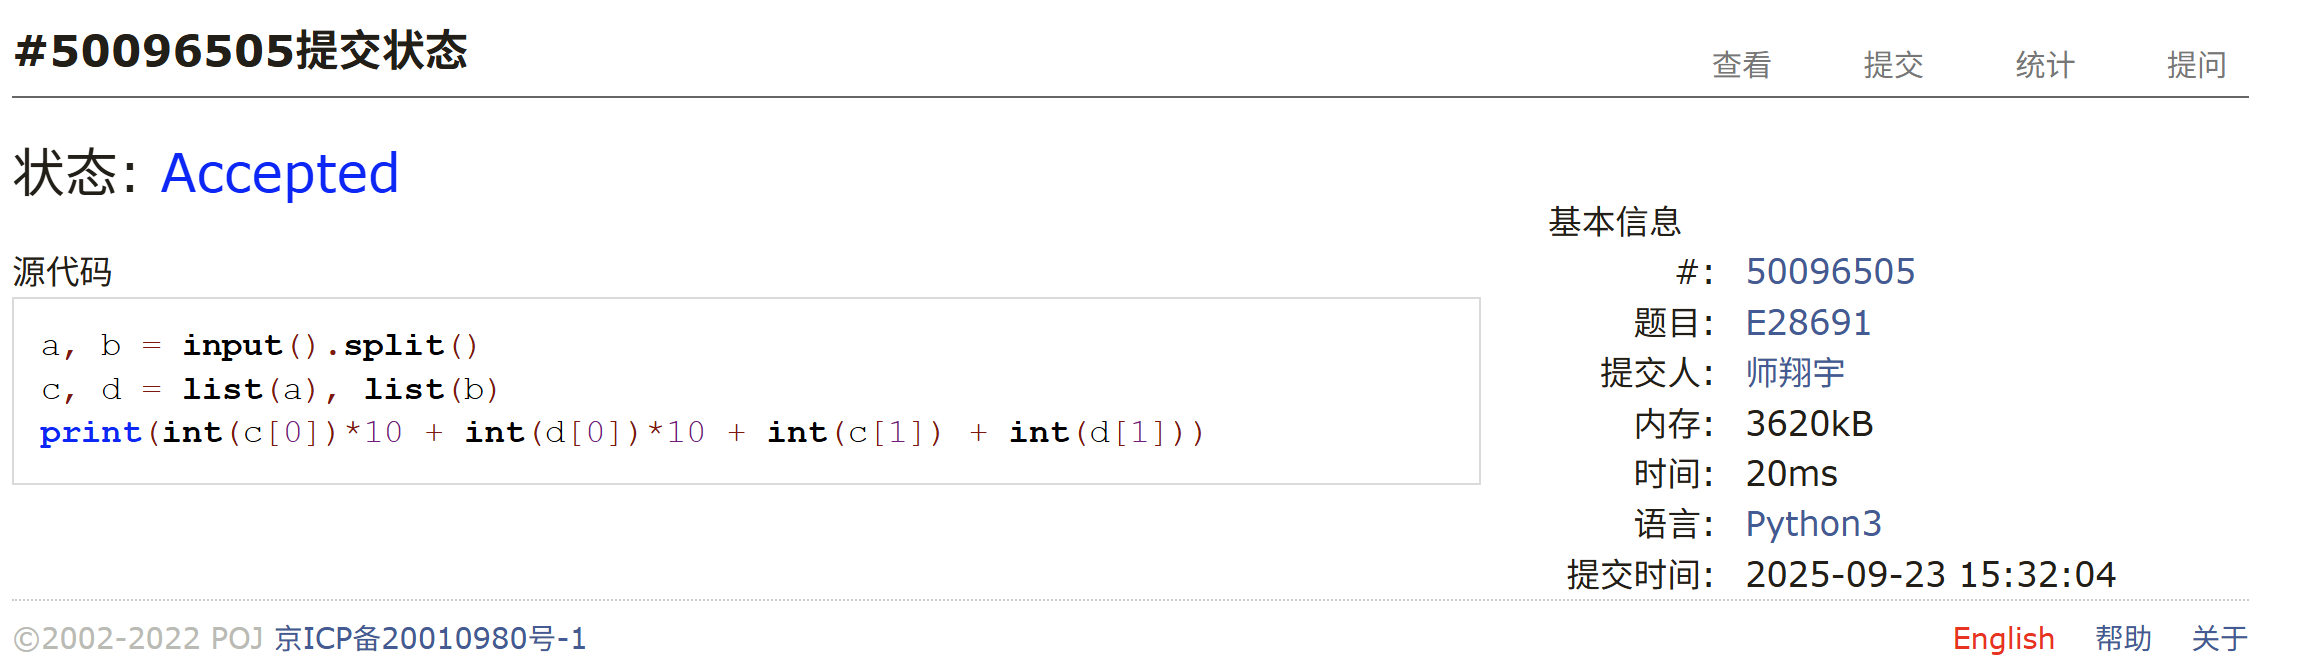 #50096505提交状态
查看 提交 统计 提问
状态: Accepted
源代码
a, b = input().split()
c, d = list(a), list(b)
print(int(c[0])*10 + int(d[0])*10 + int(c[1]) + int(d[1]))
基本信息
#: 50096505
题目: E28691
提交人: 师翔宇
内存: 3620kB
时间: 20ms
语言: Python3
提交时间: 2025-09-23 15:32:04
©2002-2022 POJ 京ICP备20010980号-1
English 帮助 关于